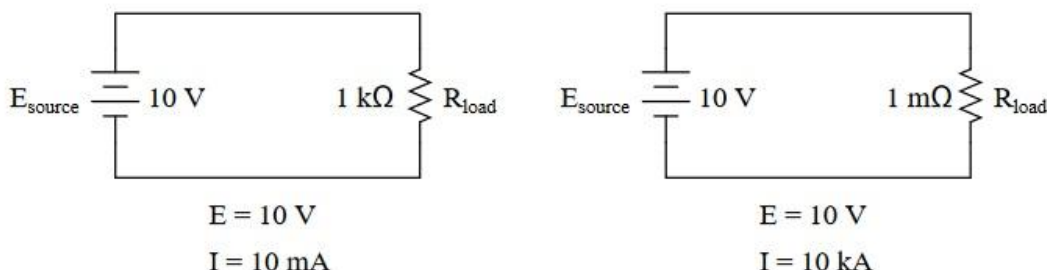 E_source 10 V 1 kΩ R_load
E = 10 V
I = 10 mA
E_source 10 V 1 mΩ R_load
E = 10 V
I = 10 kA